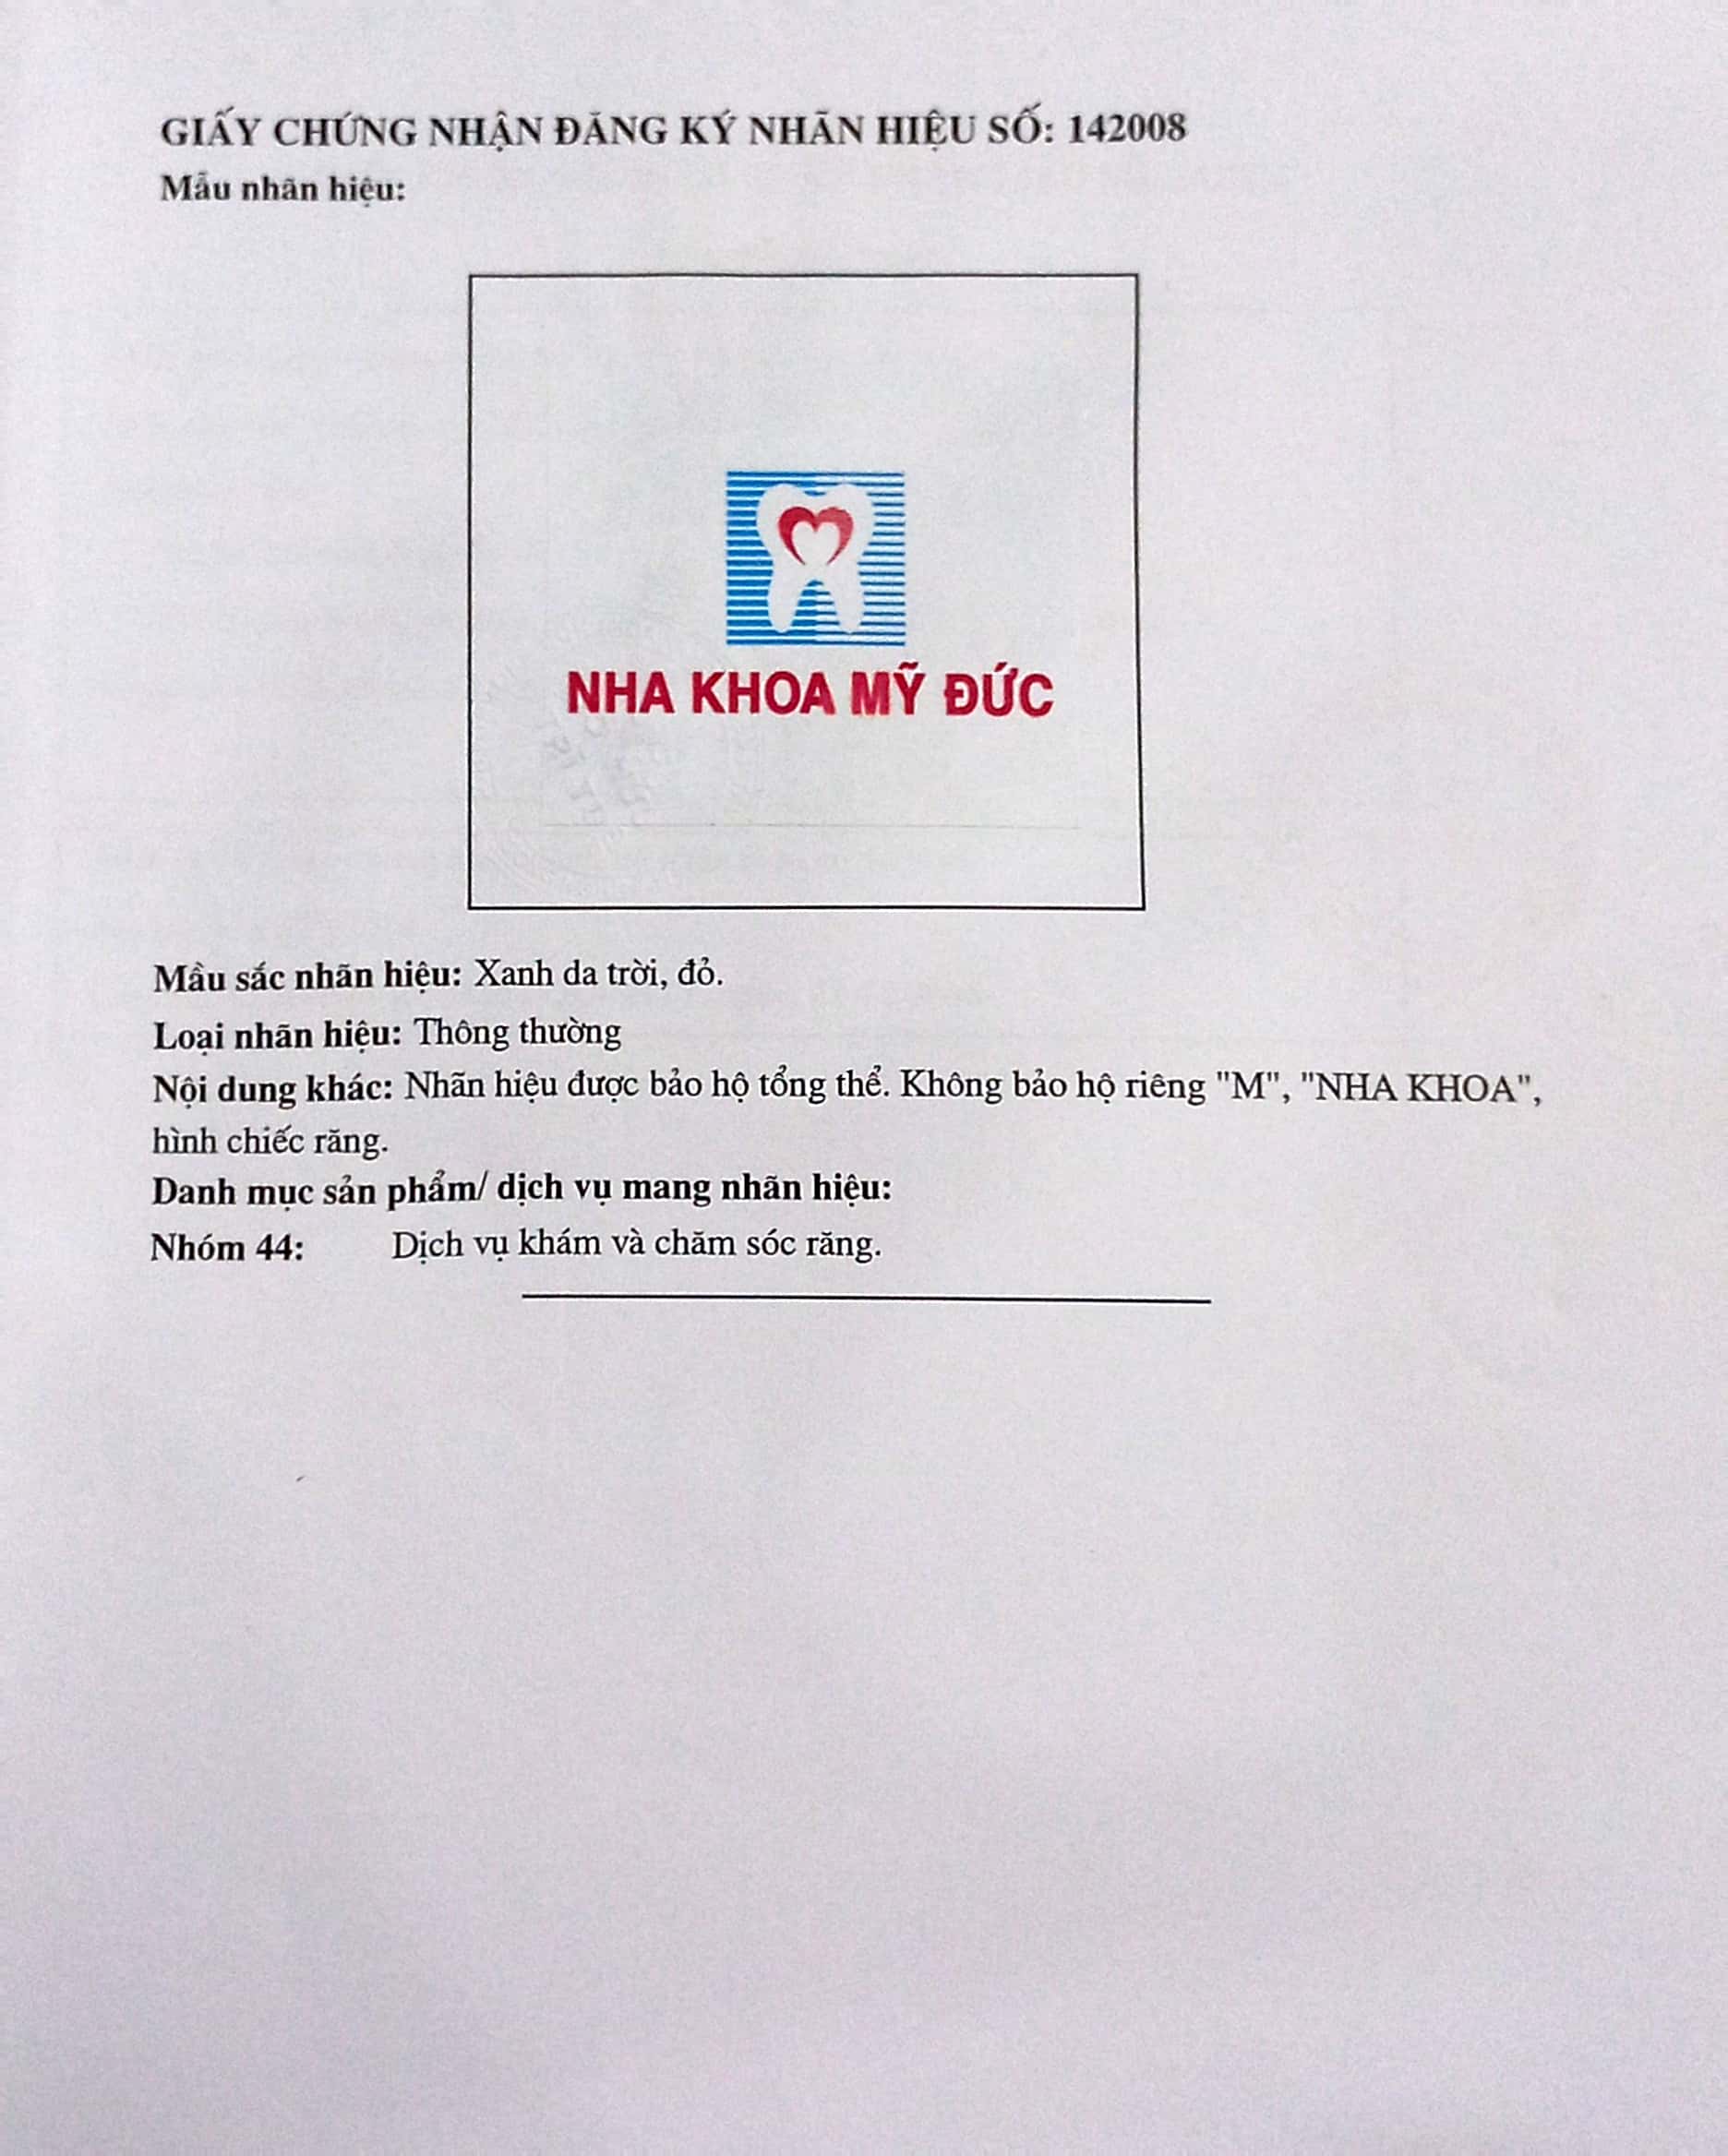 GIẤY CHỨNG NHẬN ĐĂNG KÝ NHÃN HIỆU SỐ: 142008
Mẫu nhãn hiệu:
NHA KHOA MỸ ĐỨC
Mầu sắc nhãn hiệu: Xanh da trời, đỏ.
Loại nhãn hiệu: Thông thường
Nội dung khác: Nhãn hiệu được bảo hộ tổng thể. Không bảo hộ riêng "M", "NHA KHOA",
hình chiếc răng.
Danh mục sản phẩm/ dịch vụ mang nhãn hiệu:
Nhóm 44: Dịch vụ khám và chăm sóc răng.